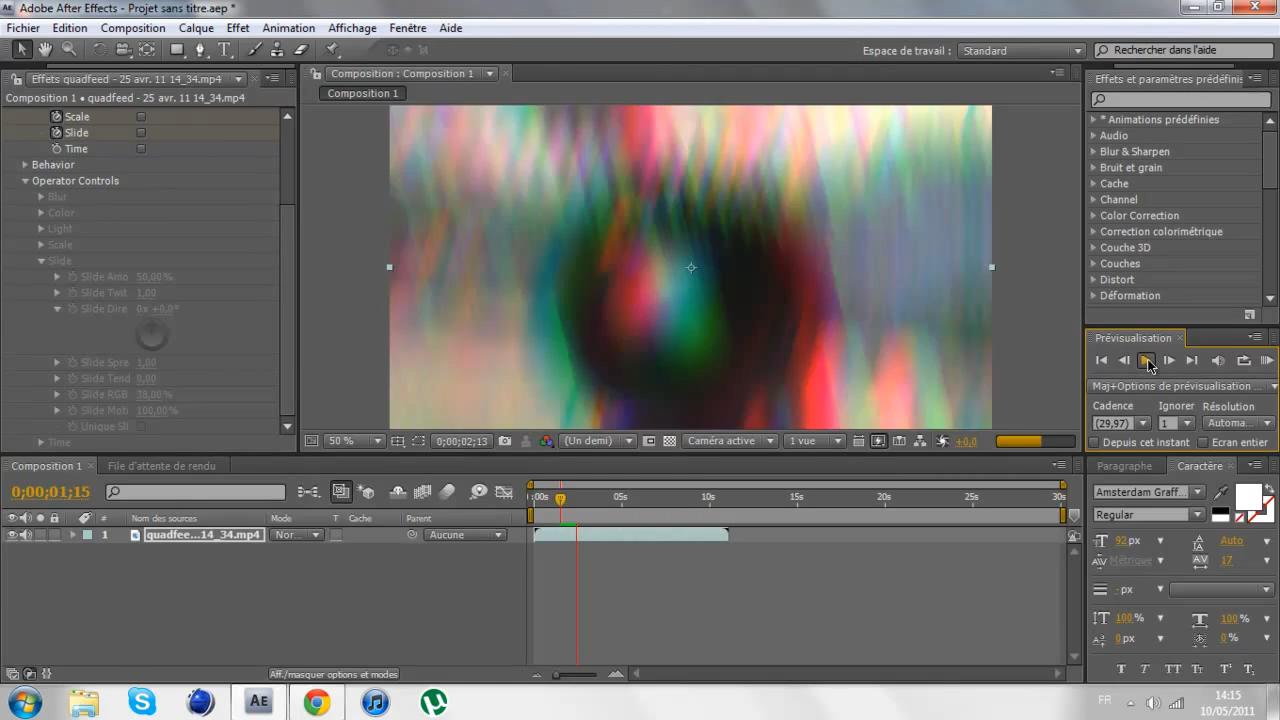 Adobe After Effects - Projet sans titre.aep *
Fichier Edition Composition Calque Effet Animation Affichage Fenêtre Aide
Espace de travail : Standard Rechercher dans l'aide
Effets quadfeed - 25 avr. 11 14_34.mp4
Composition 1 • quadfeed - 25 avr. 11 14_34.mp4
Scale
Slide
Time
Behavior
Operator Controls
Blur
Color
Light
Scale
Slide
Slide Amo 50,00%
Slide Twit 1,00
Slide Dire 0x +0,0°
Slide Spre 1,00
Slide Tend 0,00
Slide RGB 38,00%
Slide Moti 100,00%
Unique Sli
Time
Composition : Composition 1
Composition 1
50 % 0;00;02;13 (Un demi) Caméra active 1 vue +0,0
Effets et paramètres prédéfinis
* Animations prédéfinies
Audio
Blur & Sharpen
Bruit et grain
Cache
Channel
Color Correction
Correction colorimétrique
Couche 3D
Couches
Distort
Déformation
Prévisualisation
Maj+Options de prévisualisation ...
Cadence Ignorer Résolution
(29,97) 1 Automa...
Depuis cet instant Ecran entier
Composition 1 File d'attente de rendu
0;00;01;15
# Nom des sources Mode T Cache Parent
1 quadfee...14_34.mp4 Nor... Aucune
:00s 05s 10s 15s 20s 25s 30s
Aff./masquer options et modes
Paragraphe Caractère
Amsterdam Graff...
Regular
92 px Auto
Métrique 17
- px
100 % 100 %
0 px 0 %
T T TT Tr T¹ T₁
Ae
FR 14:15
10/05/2011